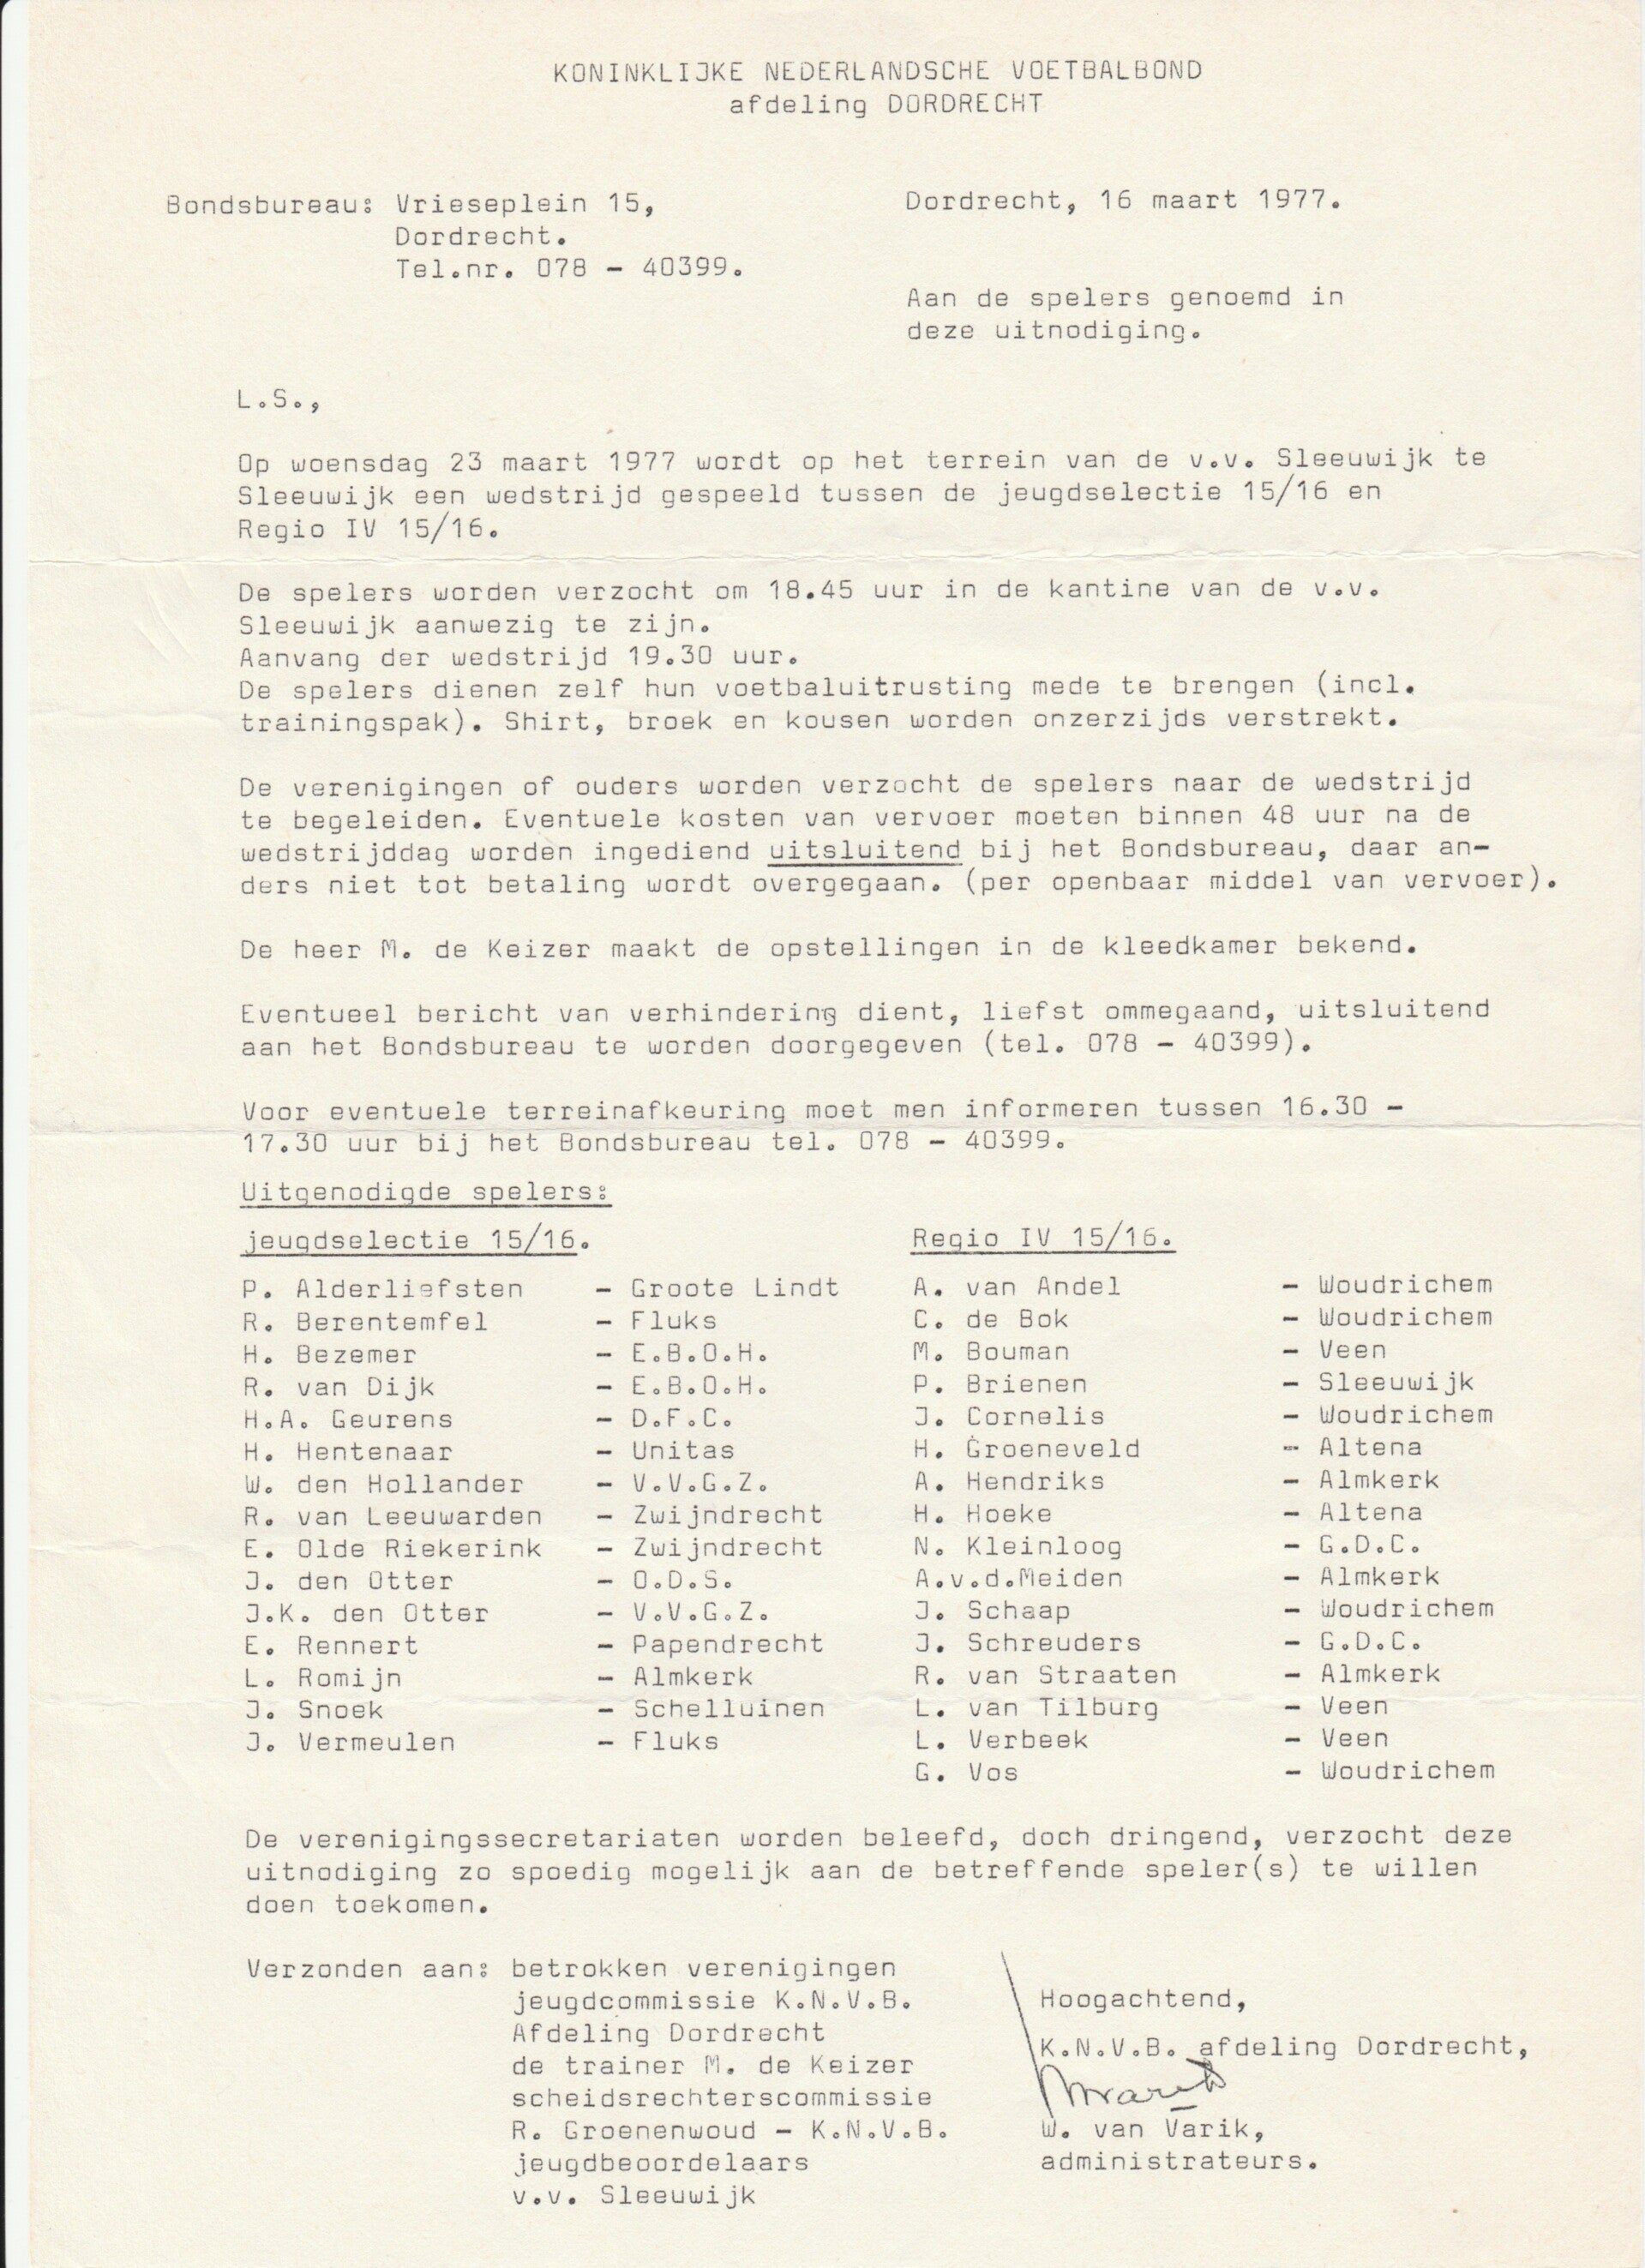 KONINKLIJKE NEDERLANDSCHE VOETBALBOND
afdeling DORDRECHT
Bondsbureau: Vrieseplein 15,
Dordrecht.
Tel.nr. 078 - 40399.
Dordrecht, 16 maart 1977.
Aan de spelers genoemd in
deze uitnodiging.
L.S.,
Op woensdag 23 maart 1977 wordt op het terrein van de v.v. Sleeuwijk te
Sleeuwijk een wedstrijd gespeeld tussen de jeugdselectie 15/16 en
Regio IV 15/16.
De spelers worden verzocht om 18.45 uur in de kantine van de v.v.
Sleeuwijk aanwezig te zijn.
Aanvang der wedstrijd 19.30 uur.
De spelers dienen zelf hun voetbaluitrusting mede te brengen (incl.
trainingspak). Shirt, broek en kousen worden onzerzijds verstrekt.
De verenigingen of ouders worden verzocht de spelers naar de wedstrijd
te begeleiden. Eventuele kosten van vervoer moeten binnen 48 uur na de
wedstrijddag worden ingediend uitsluitend bij het Bondsbureau, daar an-
ders niet tot betaling wordt overgegaan. (per openbaar middel van vervoer).
De heer M. de Keizer maakt de opstellingen in de kleedkamer bekend.
Eventueel bericht van verhindering dient, liefst ommegaand, uitsluitend
aan het Bondsbureau te worden doorgegeven (tel. 078 - 40399).
Voor eventuele terreinafkeuring moet men informeren tussen 16.30 -
17.30 uur bij het Bondsbureau tel. 078 - 40399.
Uitgenodigde spelers:
jeugdselectie 15/16.
P. Alderliefsten - Groote Lindt
R. Berentemfel - Fluks
H. Bezemer - E.B.O.H.
R. van Dijk - E.B.O.H.
H.A. Geurens - D.F.C.
H. Hentenaar - Unitas
W. den Hollander - V.V.G.Z.
R. van Leeuwarden - Zwijndrecht
E. Olde Riekerink - Zwijndrecht
J. den Otter - O.D.S.
J.K. den Otter - V.V.G.Z.
E. Rennert - Papendrecht
L. Romijn - Almkerk
J. Snoek - Schelluinen
J. Vermeulen - Fluks
Regio IV 15/16.
A. van Andel - Woudrichem
C. de Bok - Woudrichem
M. Bouman - Veen
P. Brienen - Sleeuwijk
J. Cornelis - Woudrichem
H. Groeneveld - Altena
A. Hendriks - Almkerk
H. Hoeke - Altena
N. Kleinloog - G.D.C.
A.v.d.Meiden - Almkerk
J. Schaap - Woudrichem
J. Schreuders - G.D.C.
R. van Straaten - Almkerk
L. van Tilburg - Veen
L. Verbeek - Veen
G. Vos - Woudrichem
De verenigingssecretariaten worden beleefd, doch dringend, verzocht deze
uitnodiging zo spoedig mogelijk aan de betreffende speler(s) te willen
doen toekomen.
Verzonden aan: betrokken verenigingen
jeugdcommissie K.N.V.B.
Afdeling Dordrecht
de trainer M. de Keizer
scheidsrechterscommissie
R. Groenenwoud - K.N.V.B.
jeugdbeoordelaars
v.v. Sleeuwijk
Hoogachtend,
K.N.V.B. afdeling Dordrecht,
W. van Varik,
administrateurs.